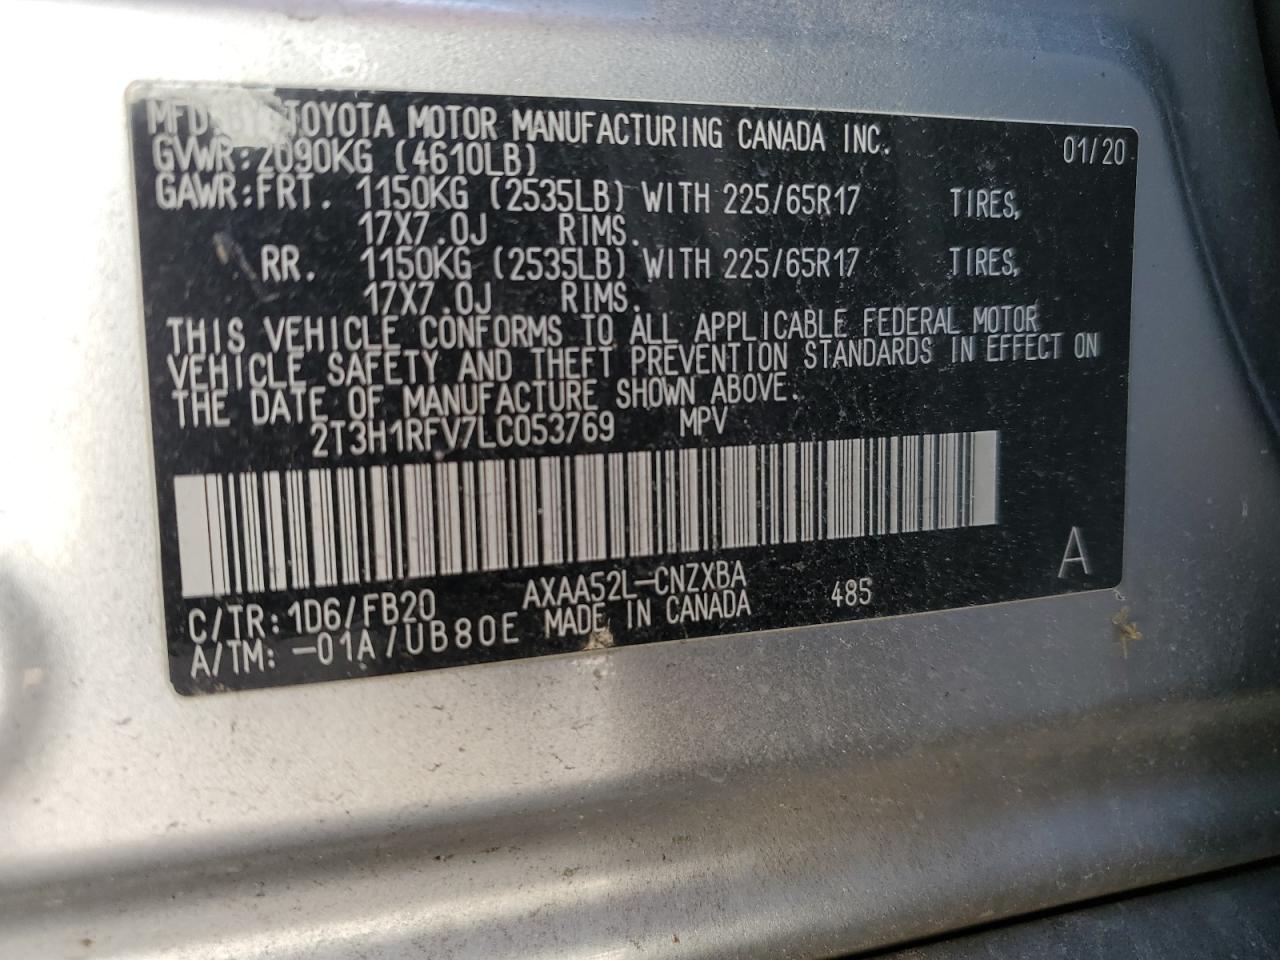 MFD. TOYOTA MOTOR MANUFACTURING CANADA INC. 01/20
GVWR: 2090KG (4610LB)
GAWR: FRT. 1150KG (2535LB) WITH 225/65R17 TIRES,
17X7.0J RIMS.
RR. 1150KG (2535LB) WITH 225/65R17 TIRES,
17X7.0J RIMS.
THIS VEHICLE CONFORMS TO ALL APPLICABLE FEDERAL MOTOR
VEHICLE SAFETY AND THEFT PREVENTION STANDARDS IN EFFECT ON
THE DATE OF MANUFACTURE SHOWN ABOVE.
2T3H1RFV7LC053769 MPV
A
C/TR: 1D6/FB20 AXAA52L-CNZXBA 485
A/TM: -01A/UB80E MADE IN CANADA